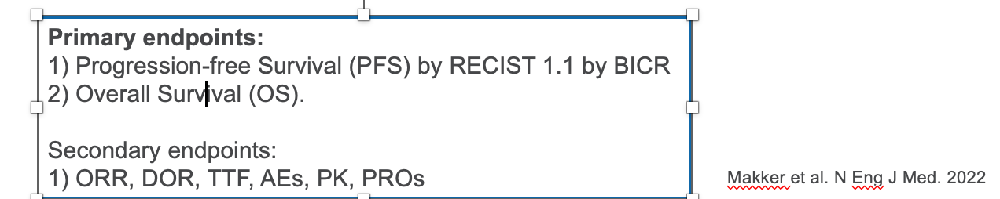 Primary endpoints:
1) Progression-free Survival (PFS) by RECIST 1.1 by BICR
2) Overall Survival (OS).
Secondary endpoints:
1) ORR, DOR, TTF, AEs, PK, PROs
Makker et al. N Eng J Med. 2022